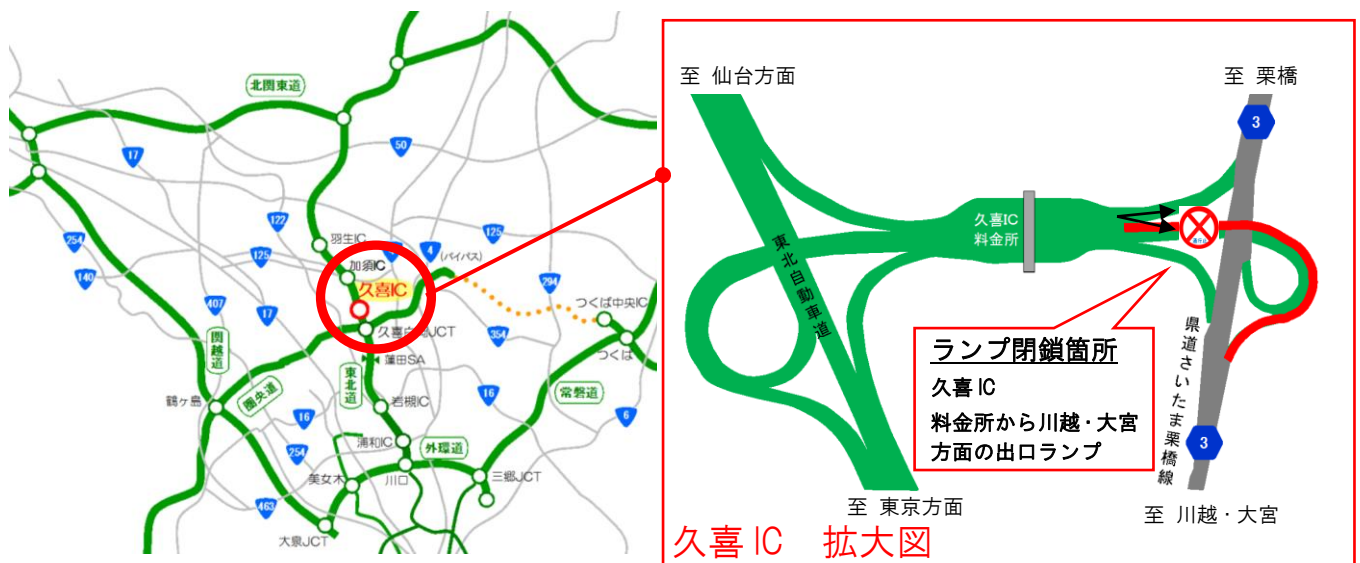 北関東道
17
50
122
254
125
羽生IC
4
(バイパス)
125
140
加須IC
久喜IC
294
407
17
つくば中央IC
久喜白岡JCT
354
つくば
関越道
蓮田SA
東北道
圏央道
常磐道
鶴ヶ島
岩槻IC
16
16
6
浦和IC
外環道
254
美女木
川口
三郷JCT
463
大泉JCT
至 仙台方面
至 栗橋
3
久喜IC
料金所
東北自動車道
ランプ閉鎖箇所
久喜 IC
料金所から川越・大宮
方面の出口ランプ
県道さいたま栗橋線
3
至 東京方面
至 川越・大宮
久喜 IC 拡大図